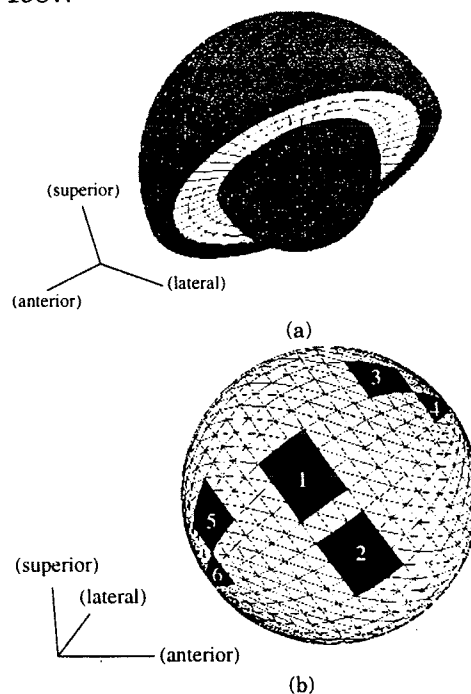 (superior)
(anterior)
(lateral)
(a)
3
4
1
2
5
6
(superior)
(lateral)
(anterior)
(b)